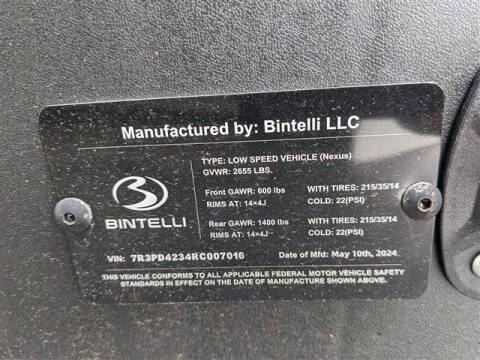 Manufactured by: Bintelli LLC
TYPE: LOW SPEED VEHICLE (Nexus)
GVWR: 2655 LBS.
Front GAWR: 600 lbs WITH TIRES: 215/35/14
RIMS AT: 14×4J COLD: 22(PSI)
BINTELLI
Rear GAWR: 1400 lbs WITH TIRES: 215/35/14
RIMS AT: 14×4J COLD: 22(PSI)
VIN: 7R3PD4234RC007016 Date of Mfd: May 10th, 2024
THIS VEHICLE CONFORMS TO ALL APPLICABLE FEDERAL MOTOR VEHICLE SAFETY
STANDARDS IN EFFECT ON THE DATE OF MANUFACTURE SHOWN ABOVE.